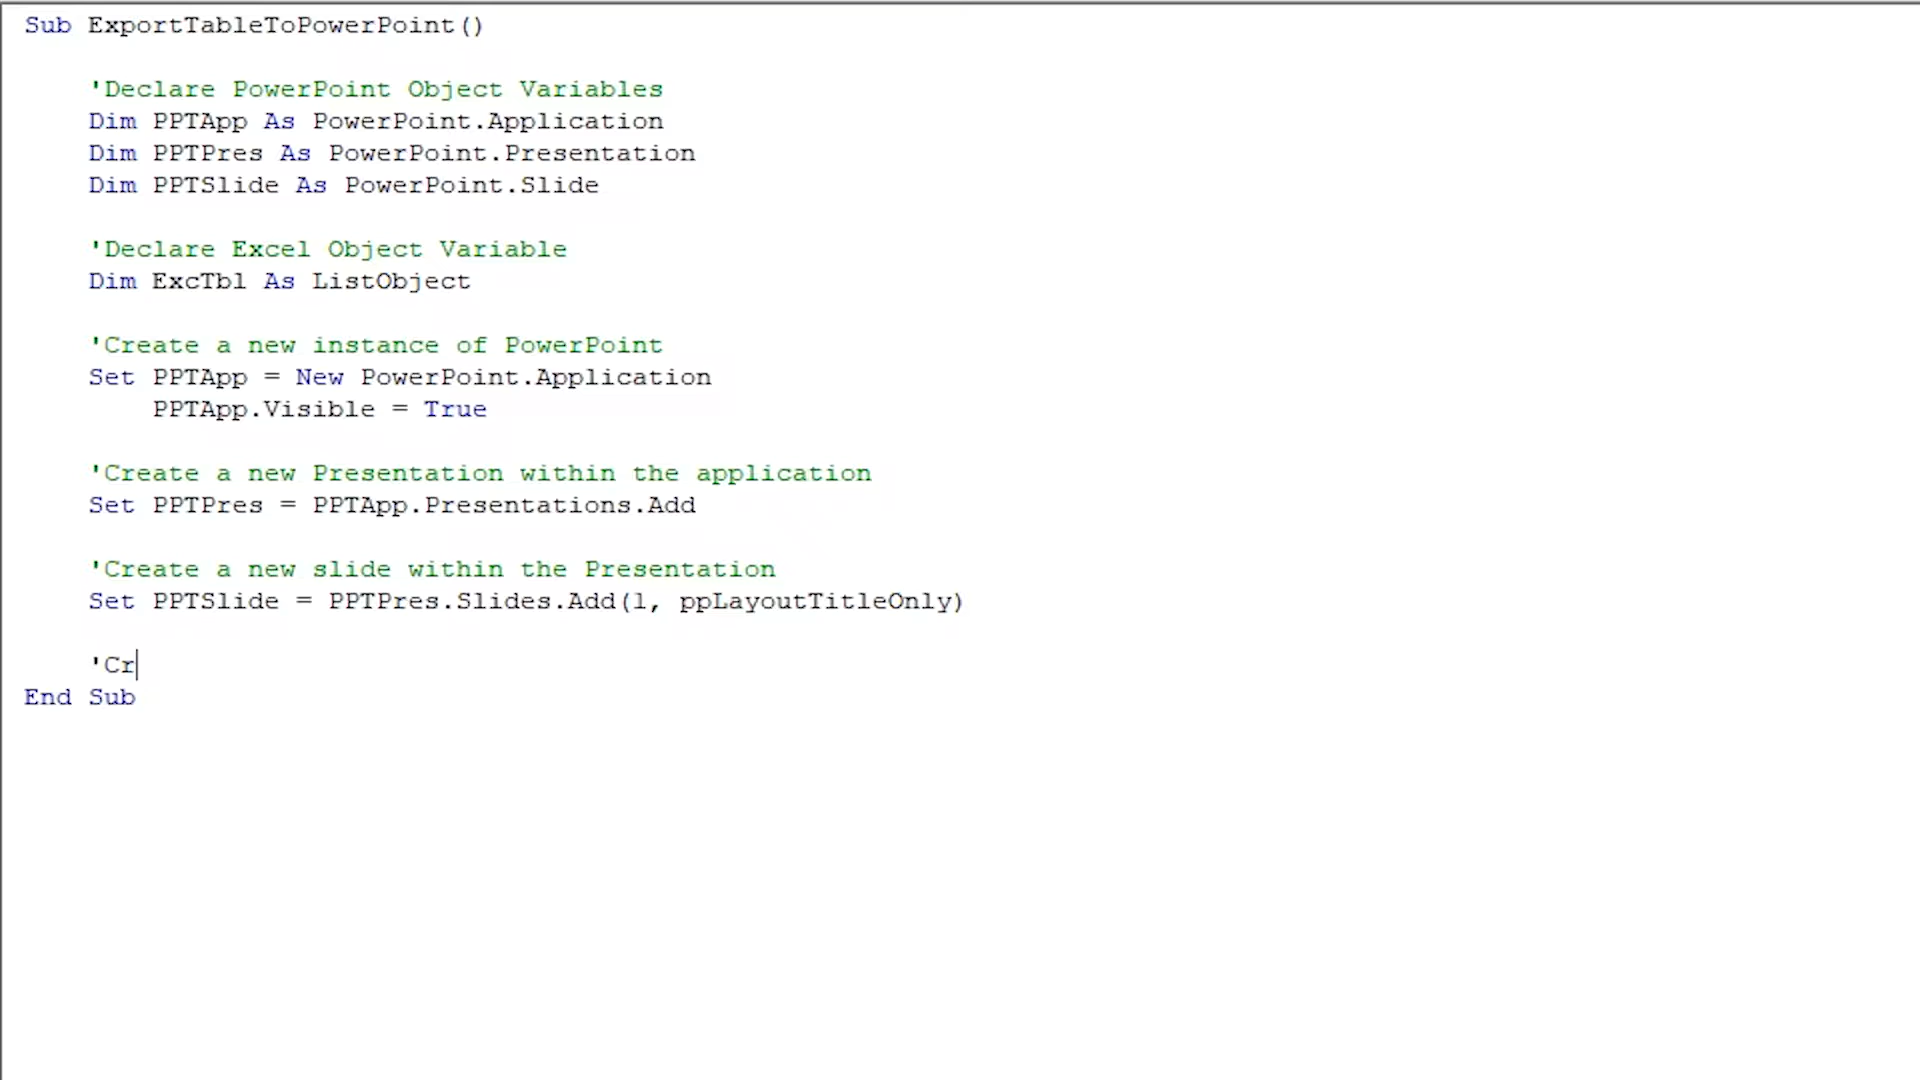 Sub ExportTableToPowerPoint()
'Declare PowerPoint Object Variables
Dim PPTApp As PowerPoint.Application
Dim PPTPres As PowerPoint.Presentation
Dim PPTSlide As PowerPoint.Slide
'Declare Excel Object Variable
Dim ExcTbl As ListObject
'Create a new instance of PowerPoint
Set PPTApp = New PowerPoint.Application
PPTApp.Visible = True
'Create a new Presentation within the application
Set PPTPres = PPTApp.Presentations.Add
'Create a new slide within the Presentation
Set PPTSlide = PPTPres.Slides.Add(1, ppLayoutTitleOnly)
'Cr
End Sub